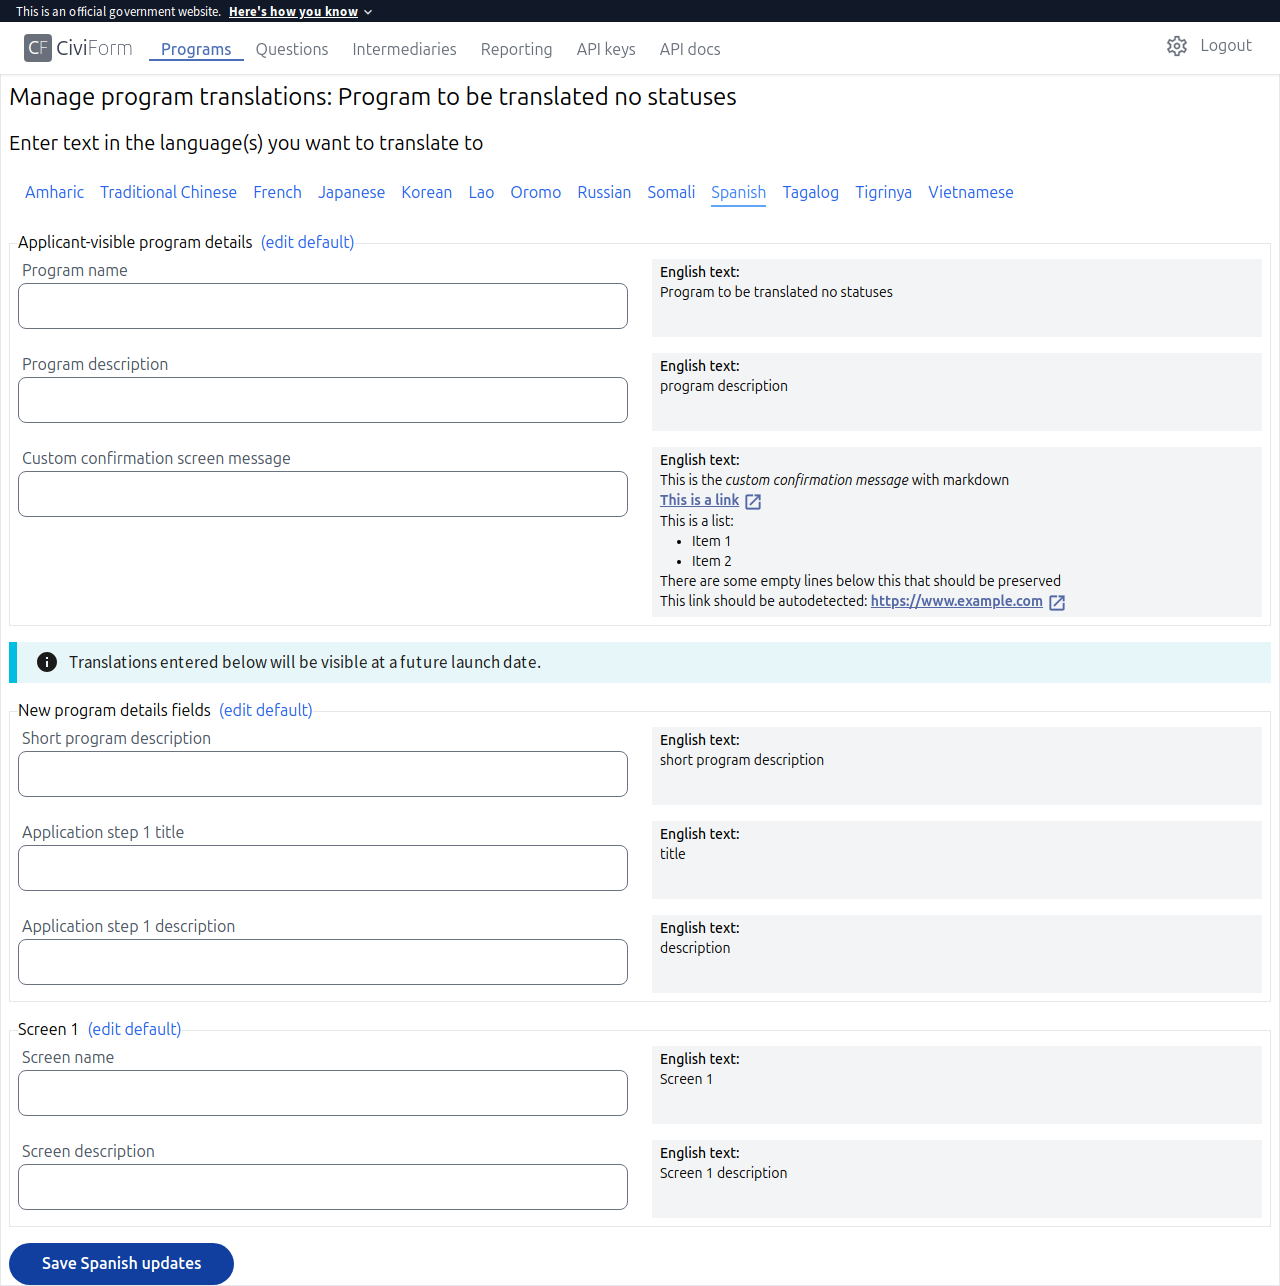 This is an official government website. Here's how you know
CF CiviForm Programs Questions Intermediaries Reporting API keys API docs Logout
Manage program translations: Program to be translated no statuses
Enter text in the language(s) you want to translate to
Amharic Traditional Chinese French Japanese Korean Lao Oromo Russian Somali Spanish Tagalog Tigrinya Vietnamese
Applicant-visible program details (edit default)
Program name
English text:
Program to be translated no statuses
Program description
English text:
program description
Custom confirmation screen message
English text:
This is the custom confirmation message with markdown
This is a link
This is a list:
• Item 1
• Item 2
There are some empty lines below this that should be preserved
This link should be autodetected: https://www.example.com
Translations entered below will be visible at a future launch date.
New program details fields (edit default)
Short program description
English text:
short program description
Application step 1 title
English text:
title
Application step 1 description
English text:
description
Screen 1 (edit default)
Screen name
English text:
Screen 1
Screen description
English text:
Screen 1 description
Save Spanish updates